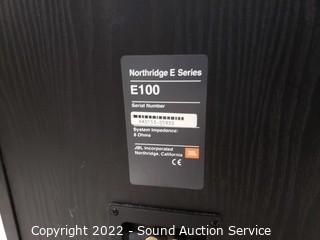 Northridge E Series
E100
Serial Number
System Impedance:
8 Ohms
JBL Incorporated
Northridge, California
JBL
CE
Copyright 2022 - Sound Auction Service